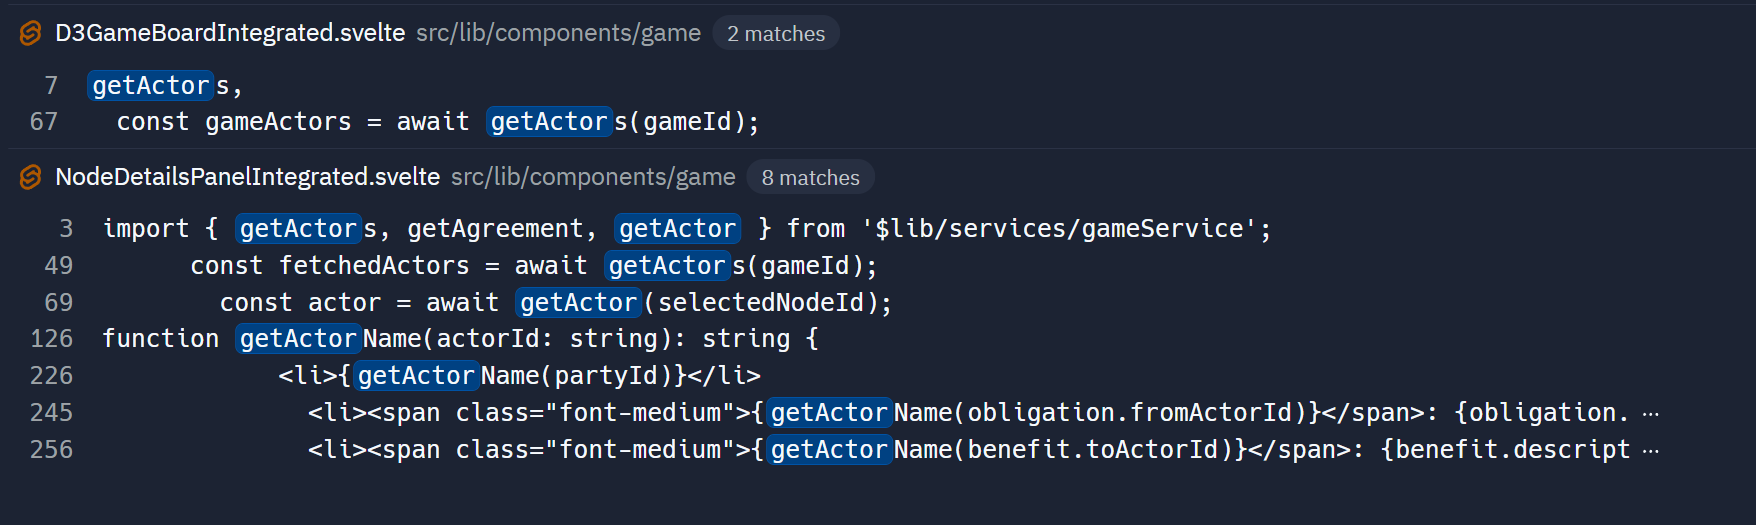 D3GameBoardIntegrated.svelte src/lib/components/game 2 matches
7 getActors,
67 const gameActors = await getActors(gameId);
NodeDetailsPanelIntegrated.svelte src/lib/components/game 8 matches
3 import { getActors, getAgreement, getActor } from '$lib/services/gameService';
49 const fetchedActors = await getActors(gameId);
69 const actor = await getActor(selectedNodeId);
126 function getActorName(actorId: string): string {
226 <li>{getActorName(partyId)}</li>
245 <li><span class="font-medium">{getActorName(obligation.fromActorId)}</span>: {obligation. ...
256 <li><span class="font-medium">{getActorName(benefit.toActorId)}</span>: {benefit.descript ...